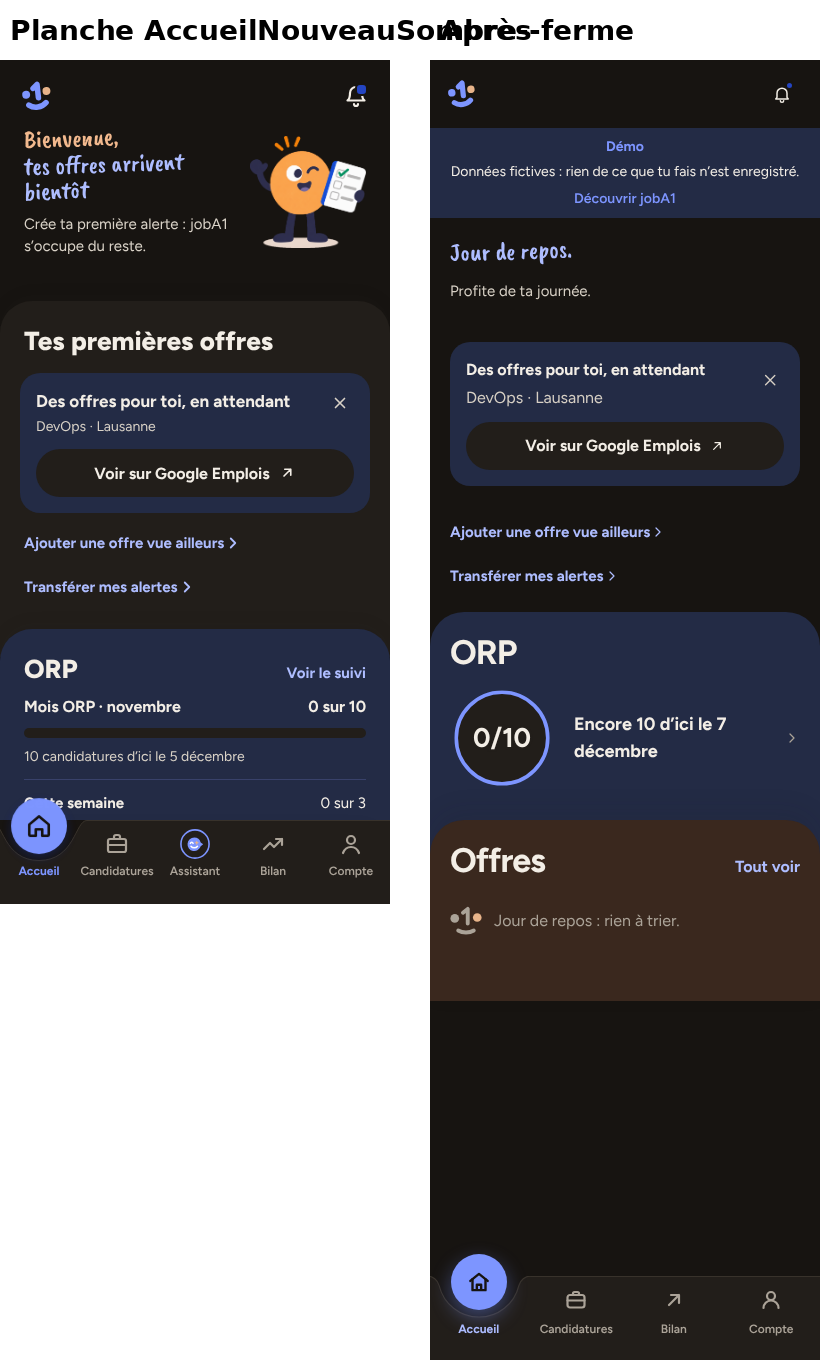 Planche AccueilNouveauSombre
Après-ferme
Bienvenue,
tes offres arrivent
bientôt
Crée ta première alerte : jobA1
s’occupe du reste.
Tes premières offres
Des offres pour toi, en attendant
DevOps · Lausanne
Voir sur Google Emplois
Ajouter une offre vue ailleurs
Transférer mes alertes
ORP
Voir le suivi
Mois ORP · novembre
0 sur 10
10 candidatures d’ici le 5 décembre
semaine
0 sur 3
Accueil
Candidatures
Assistant
Bilan
Compte
Démo
Données fictives : rien de ce que tu fais n’est enregistré.
Découvrir jobA1
Jour de repos.
Profite de ta journée.
Des offres pour toi, en attendant
DevOps · Lausanne
Voir sur Google Emplois
Ajouter une offre vue ailleurs
Transférer mes alertes
ORP
0/10
Encore 10 d’ici le 7
décembre
Offres
Tout voir
Jour de repos : rien à trier.
Accueil
Candidatures
Bilan
Compte